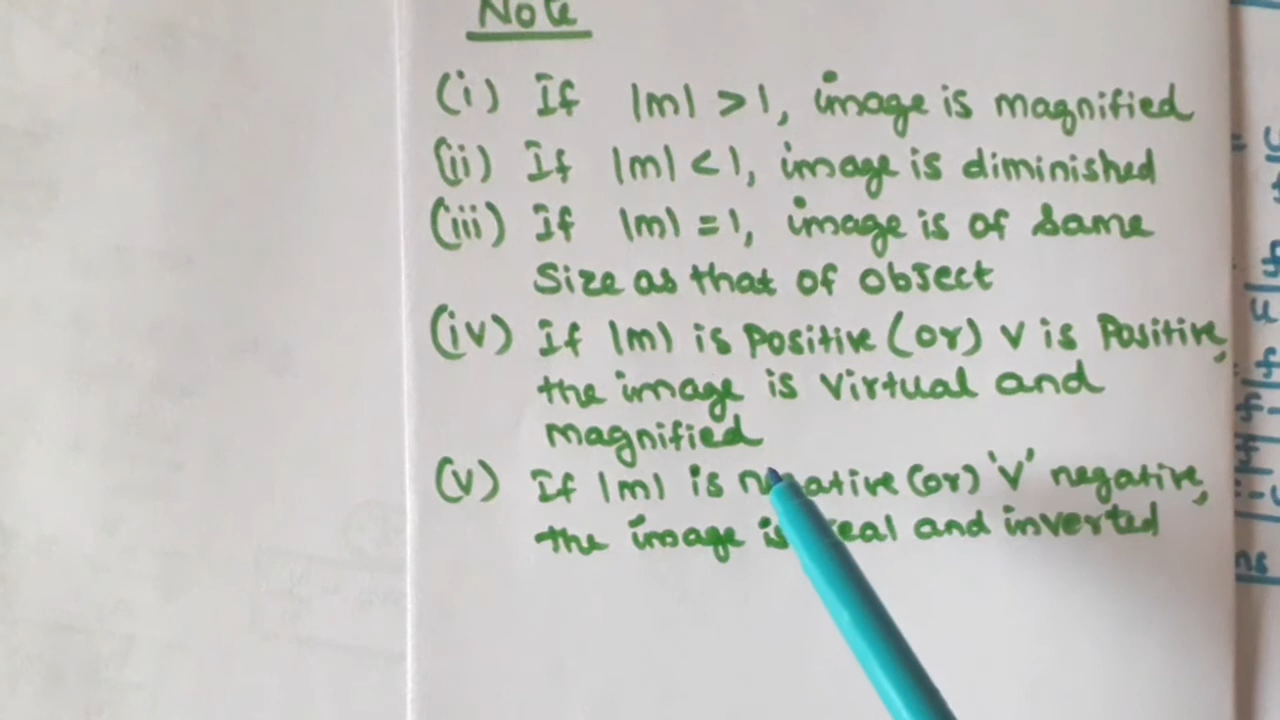 Note
(i) If |m| > 1, image is magnified
(ii) If |m| < 1, image is diminished
(iii) If |m| = 1, image is of same
Size as that of object
(iv) If |m| is positive (or) v is Positive,
the image is virtual and
magnified
(v) If |m| is negative (or) 'v' negative,
the image is real and inverted